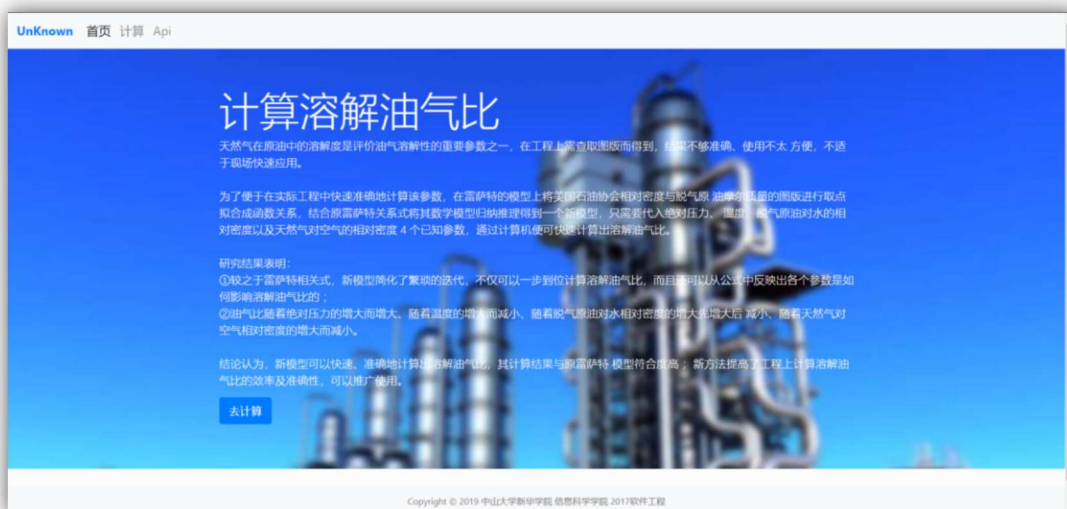 UnKnown 首页 计算 Api
计算溶解油气比
天然气在原油中的溶解度是评价油气溶解性的重要参数之一，在工程上需查取图版而得到，结果不够准确、使用不太 方便，不适
于现场快速应用。
为了便于在实际工程中快速准确地计算该参数，在雷萨特的模型上将美国石油协会相对密度与脱气原 油摩尔质量的图版进行取点
拟合成函数关系，结合原雷萨特关系式将其数学模型归纳推理得到一个新模型，只需要代入绝对压力、 温度、脱气原油对水的相
对密度以及天然气对空气的相对密度 4 个已知参数，通过计算机便可快速计算出溶解油气比。
研究结果表明：
①较之于雷萨特相关式，新模型简化了繁琐的迭代，不仅可以一步到位计算溶解油气比，而且还可以从公式中反映出各个参数是如
何影响溶解油气比的；
②油气比随着绝对压力的增大而增大、随着温度的增大而减小、随着脱气原油对水相对密度的增大先增大后 减小、随着天然气对
空气相对密度的增大而减小。
结论认为，新模型可以快速、准确地计算出溶解油气比，其计算结果与原雷萨特 模型符合度高； 新方法提高了工程上计算溶解油
气比的效率及准确性，可以推广使用。
去计算
Copyright © 2019 中山大学新华学院 信息科学学院 2017软件工程